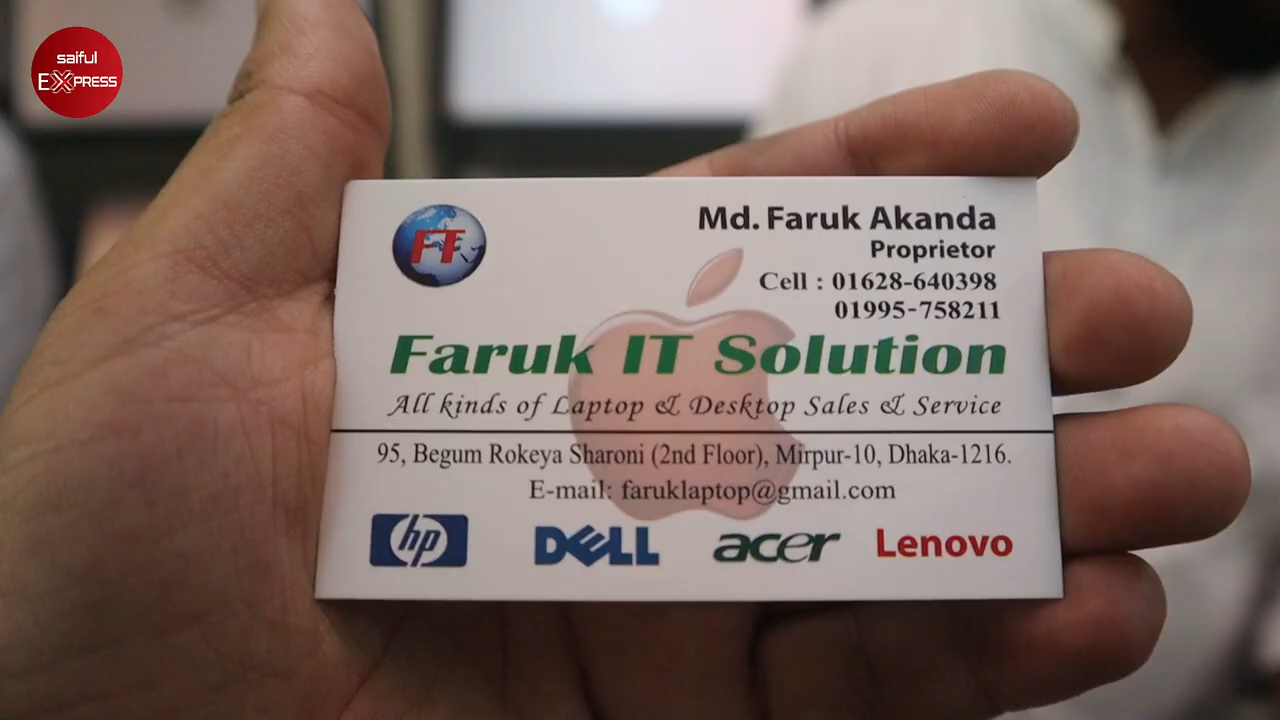 saiful
EXPRESS
FT
Md. Faruk Akanda
Proprietor
Cell : 01628-640398
01995-758211
Faruk IT Solution
All kinds of Laptop & Desktop Sales & Service
95, Begum Rokeya Sharoni (2nd Floor), Mirpur-10, Dhaka-1216.
E-mail: faruklaptop@gmail.com
hp DELL acer Lenovo